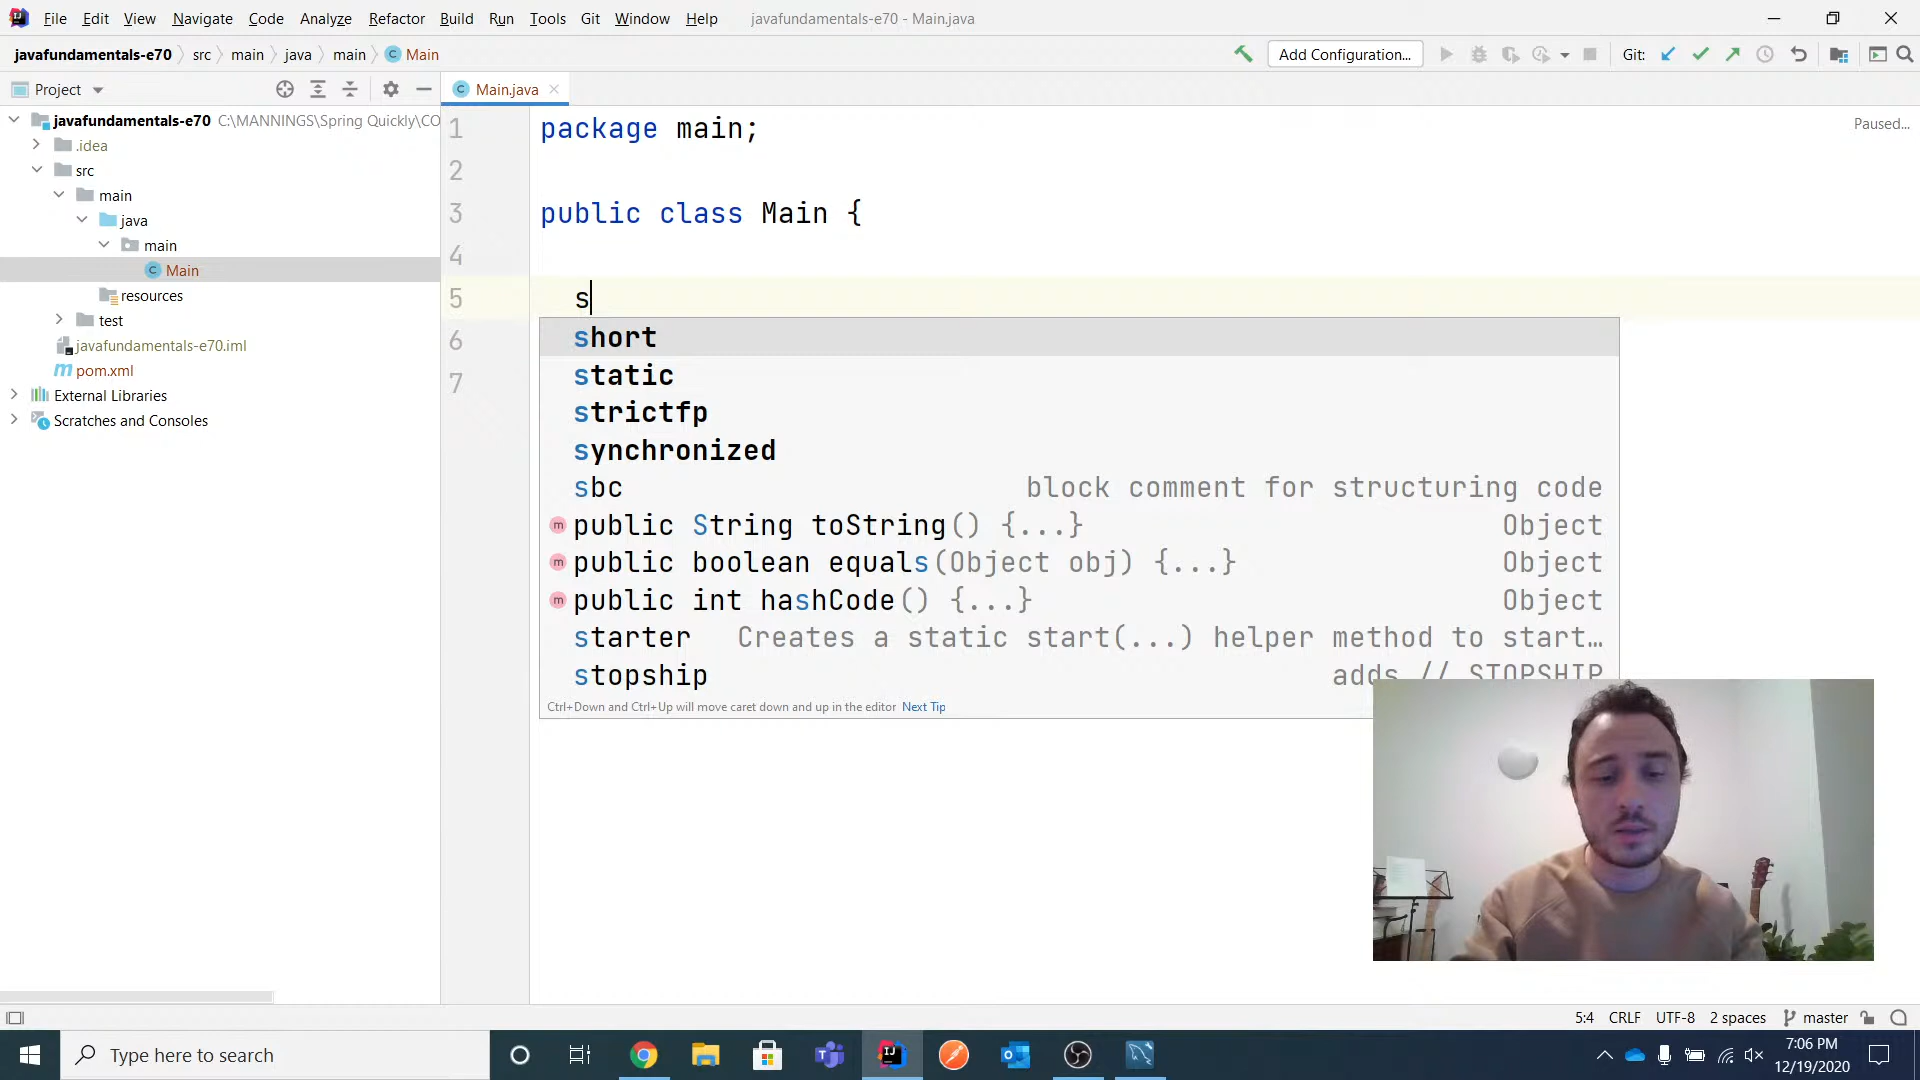 File Edit View Navigate Code Analyze Refactor Build Run Tools Git Window Help javafundamentals-e70 - Main.java
javafundamentals-e70 src main java main C Main Add Configuration... Git:
Project
C Main.java
javafundamentals-e70 C:\MANNINGS\Spring Quickly\CO
.idea
src
main
java
main
C Main
resources
test
javafundamentals-e70.iml
m pom.xml
External Libraries
Scratches and Consoles
Paused...
1 package main;
2
3 public class Main {
4
5 s
6
7
short
static
strictfp
synchronized
sbc block comment for structuring code
m public String toString() {...} Object
m public boolean equals(Object obj) {...} Object
m public int hashCode() {...} Object
starter Creates a static start(...) helper method to start…
stopship adds // STOPSHIP
Ctrl+Down and Ctrl+Up will move caret down and up in the editor Next Tip
5:4 CRLF UTF-8 2 spaces master
Type here to search
7:06 PM
12/19/2020